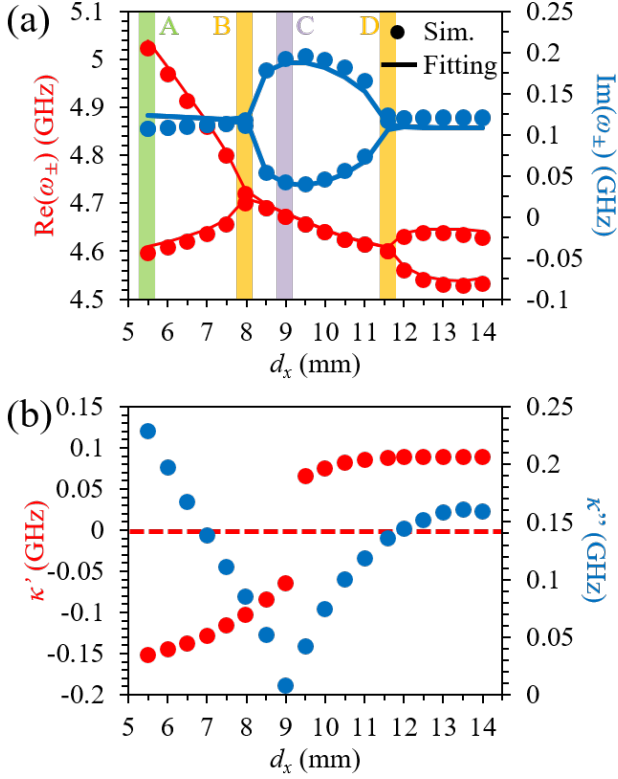 (a)
5.1
5
4.9
4.8
4.7
4.6
4.5
Re(ω±) (GHz)
A
B
C
D
Sim.
Fitting
0.25
0.2
0.15
0.1
0.05
0
-0.05
-0.1
Im(ω±) (GHz)
5 6 7 8 9 10 11 12 13 14
dₓ (mm)
(b)
0.15
0.1
0.05
0
-0.05
-0.1
-0.15
-0.2
κ’ (GHz)
0.25
0.2
0.15
0.1
0.05
0
κ’’ (GHz)
5 6 7 8 9 10 11 12 13 14
dₓ (mm)